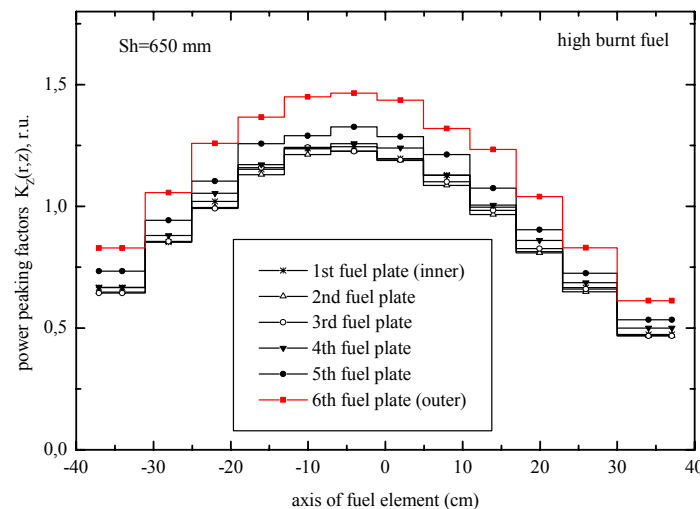 Sh=650 mm
high burnt fuel
power peaking factors K_Z(r,z), r.u.
1,5
1,0
0,5
0,0
1st fuel plate (inner)
2nd fuel plate
3rd fuel plate
4th fuel plate
5th fuel plate
6th fuel plate (outer)
-40 -30 -20 -10 0 10 20 30 40
axis of fuel element (cm)